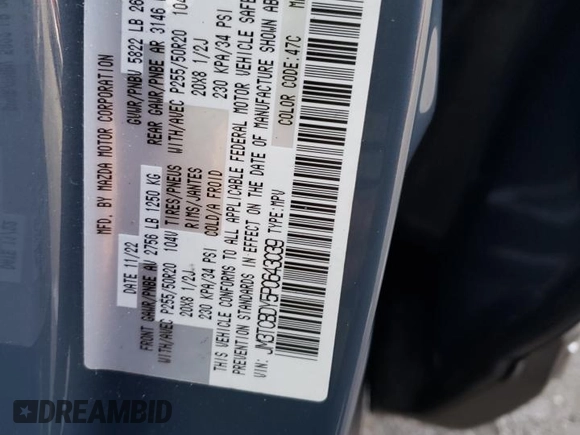 MFD. BY MAZDA MOTOR CORPORATION
DATE 11/22
GVWR/PNBV 5822 LB 26
FRONT GAWR/PNBE AV 2756 LB 1250 KG
REAR GAWR/PNBE AR 3146
WITH/AVEC P255/50R20 104V TIRES/PNEUS
WITH/AVEC P255/50R20 104
20X8 1/2J RIMS/JANTES
20X8 1/2J
230 KPA/34 PSI COLD/A FROID
230 KPA/34 PSI
THIS VEHICLE CONFORMS TO ALL APPLICABLE FEDERAL MOTOR VEHICLE SAFE
PREVENTION STANDARDS IN EFFECT ON THE DATE OF MANUFACTURE SHOWN AB
VIN: JM3TCBDY5P0643039 TYPE:MPV
COLOR CODE:47C
DREAMBID